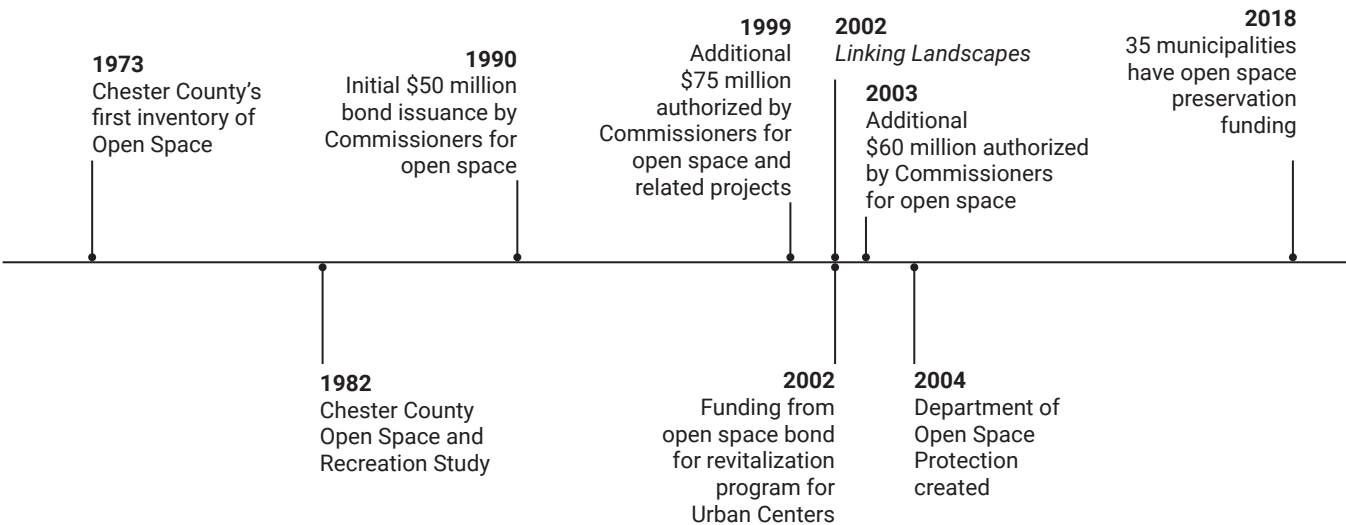 1973
Chester County's
first inventory of
Open Space
1990
Initial $50 million
bond issuance by
Commissioners for
open space
1999
Additional
$75 million
authorized by
Commissioners for
open space and
related projects
2002
Linking Landscapes
2003
Additional
$60 million authorized
by Commissioners
for open space
2018
35 municipalities
have open space
preservation
funding
1982
Chester County
Open Space and
Recreation Study
2002
Funding from
open space bond
for revitalization
program for
Urban Centers
2004
Department of
Open Space
Protection
created